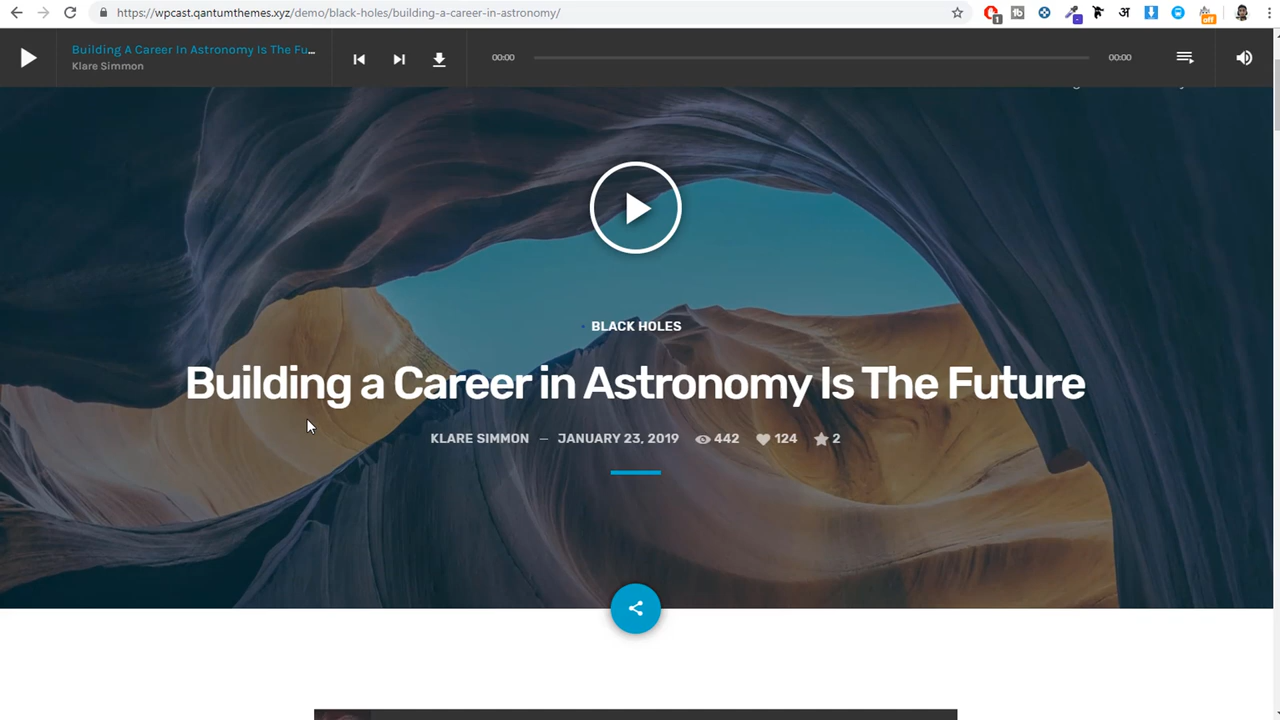 https://wpcast.qantumthemes.xyz/demo/black-holes/building-a-career-in-astronomy/
1
off
Building A Career In Astronomy Is The Fu...
Klare Simmon
00:00
00:00
BLACK HOLES
Building a Career in Astronomy Is The Future
KLARE SIMMON — JANUARY 23, 2019 442 124 2